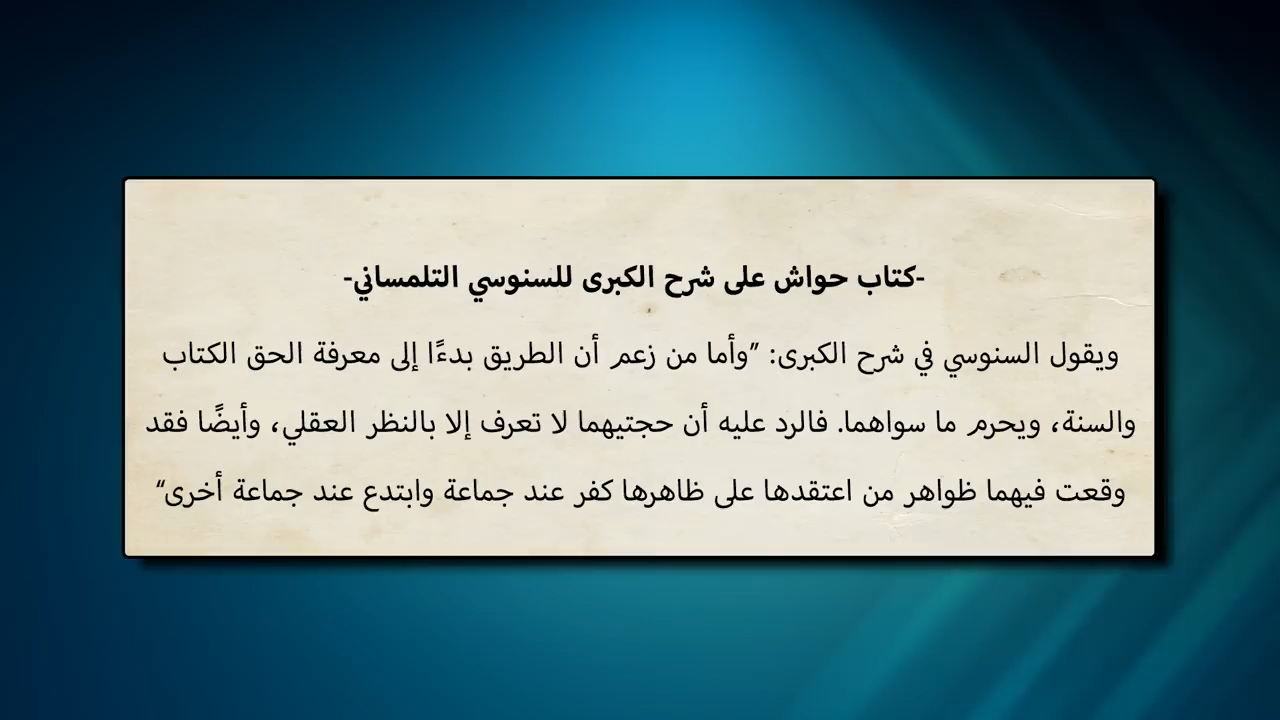 -كتاب حواش على شرح الكبرى للسنوسي التلمساني-
ويقول السنوسي في شرح الكبرى: "وأما من زعم أن الطريق بدءًا إلى معرفة الحق الكتاب
والسنة، ويحرم ما سواهما. فالرد عليه أن حجتيهما لا تعرف إلا بالنظر العقلي، وأيضًا فقد
وقعت فيهما ظواهر من اعتقدها على ظاهرها كفر عند جماعة وابتدع عند جماعة أخرى“